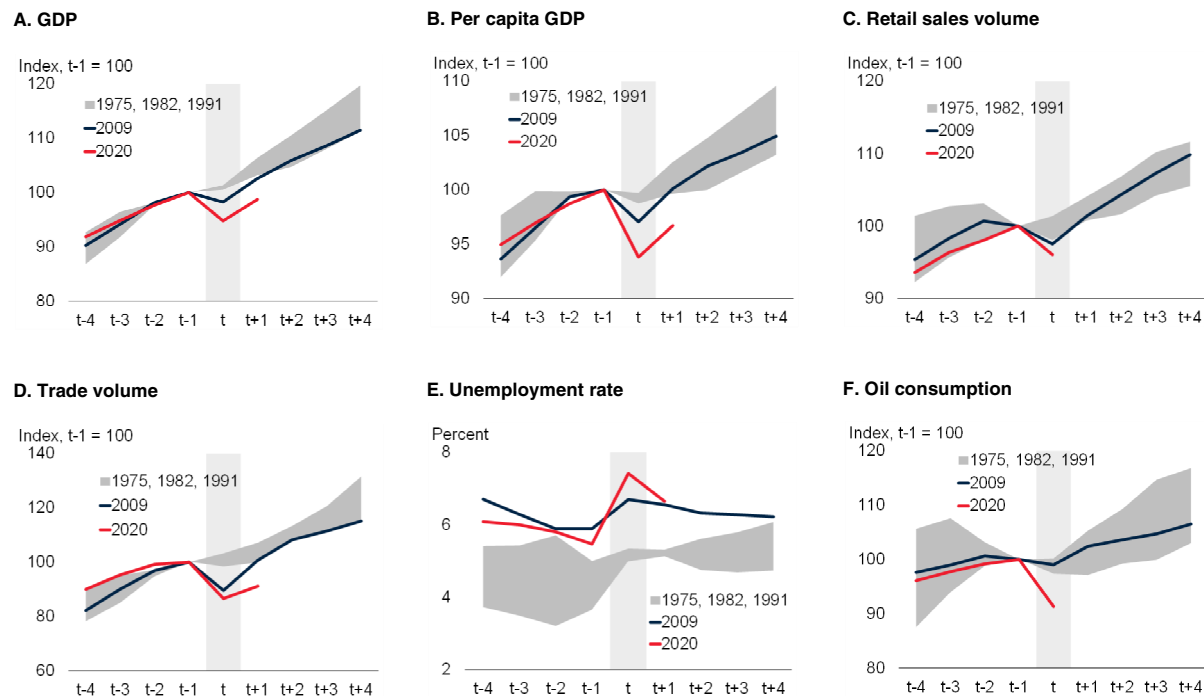 A. GDP
Index, t-1 = 100
120
110
100
90
80
1975, 1982, 1991
2009
2020
t-4 t-3 t-2 t-1 t t+1 t+2 t+3 t+4
B. Per capita GDP
Index, t-1 = 100
110
105
100
95
90
1975, 1982, 1991
2009
2020
t-4 t-3 t-2 t-1 t t+1 t+2 t+3 t+4
C. Retail sales volume
Index, t-1 = 100
120
110
100
90
1975, 1982, 1991
2009
2020
t-4 t-3 t-2 t-1 t t+1 t+2 t+3 t+4
D. Trade volume
Index, t-1 = 100
140
120
100
80
60
1975, 1982, 1991
2009
2020
t-4 t-3 t-2 t-1 t t+1 t+2 t+3 t+4
E. Unemployment rate
Percent
8
6
4
2
1975, 1982, 1991
2009
2020
t-4 t-3 t-2 t-1 t t+1 t+2 t+3 t+4
F. Oil consumption
Index, t-1 = 100
120
110
100
90
80
1975, 1982, 1991
2009
2020
t-4 t-3 t-2 t-1 t t+1 t+2 t+3 t+4